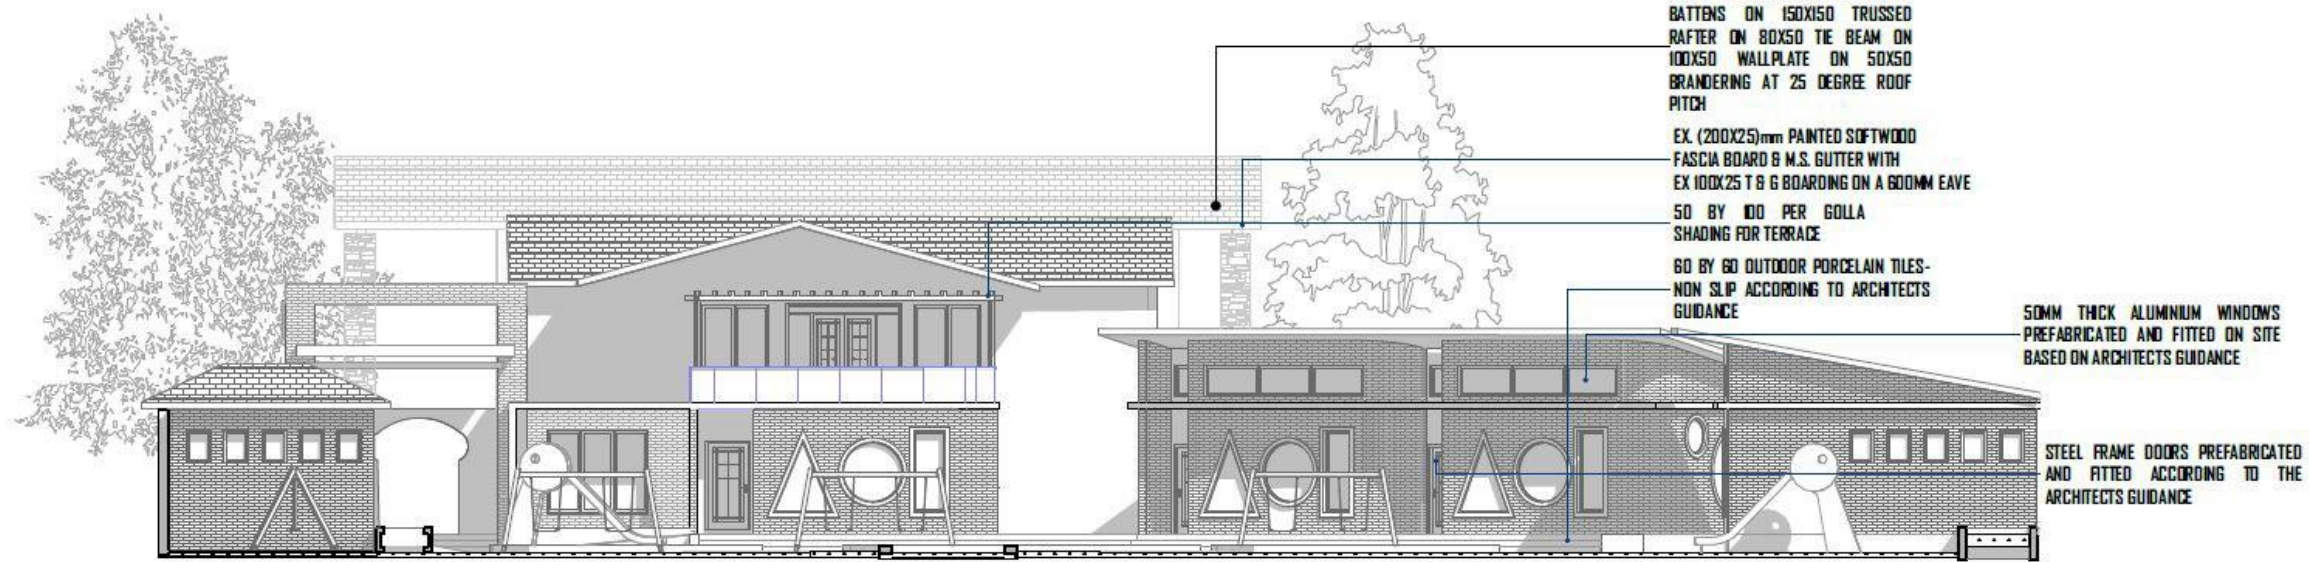 BATTENS ON 150X150 TRUSSED
RAFTER ON 80X50 TIE BEAM ON
100X50 WALLPLATE ON 50X50
BRANDERING AT 25 DEGREE ROOF
PITCH
EX. (200X25)mm PAINTED SOFTWOOD
FASCIA BOARD & M.S. GUTTER WITH
EX 100X25 T & G BOARDING ON A 600MM EAVE
50 BY 100 PER GOLLA
SHADING FOR TERRACE
60 BY 60 OUTDOOR PORCELAIN TILES-
NON SLIP ACCORDING TO ARCHITECTS
GUIDANCE
50MM THICK ALUMINIUM WINDOWS
PREFABRICATED AND FITTED ON SITE
BASED ON ARCHITECTS GUIDANCE
STEEL FRAME DOORS PREFABRICATED
AND FITTED ACCORDING TO THE
ARCHITECTS GUIDANCE